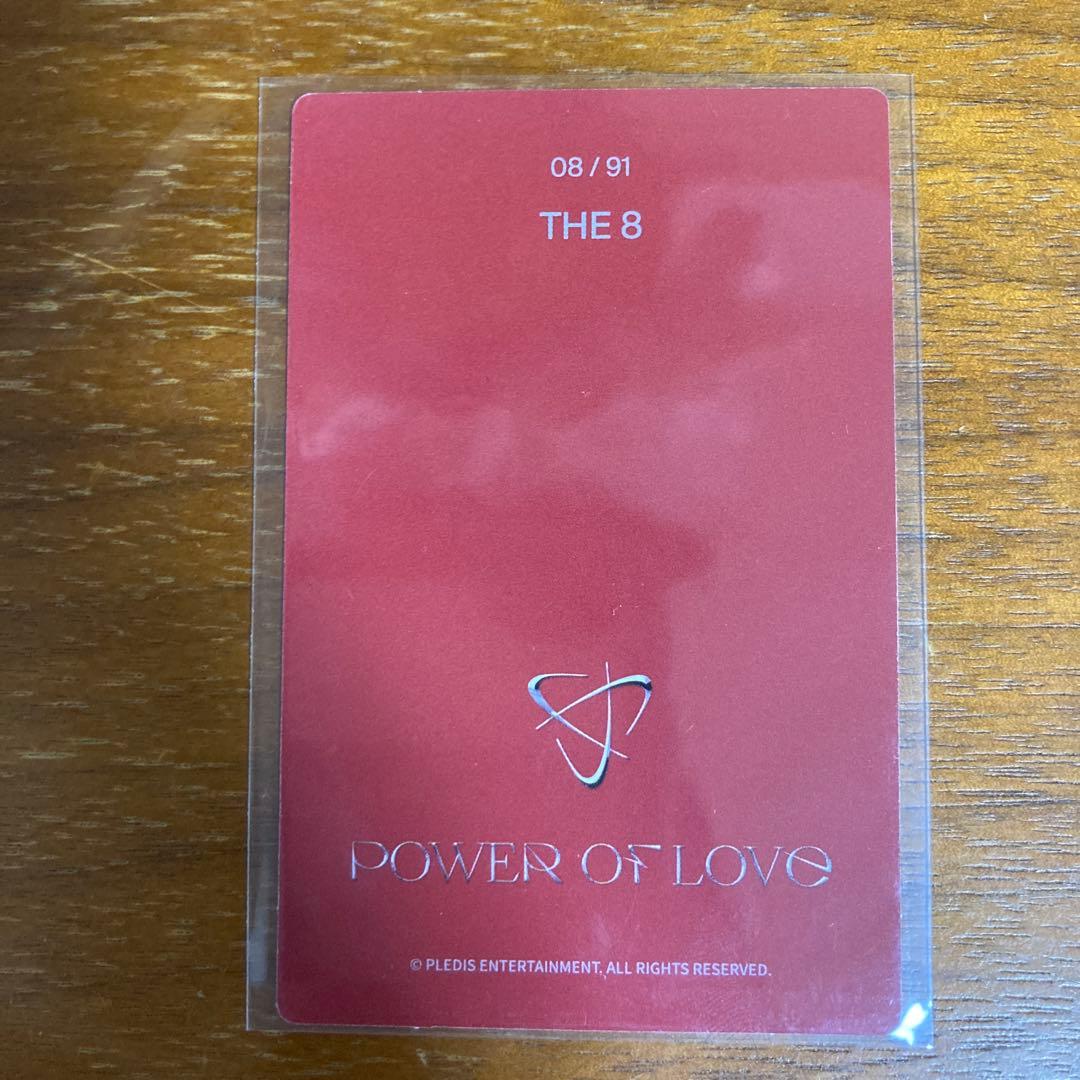 08 / 91
THE 8
POWER OF LOVe
© PLEDIS ENTERTAINMENT. ALL RIGHTS RESERVED.